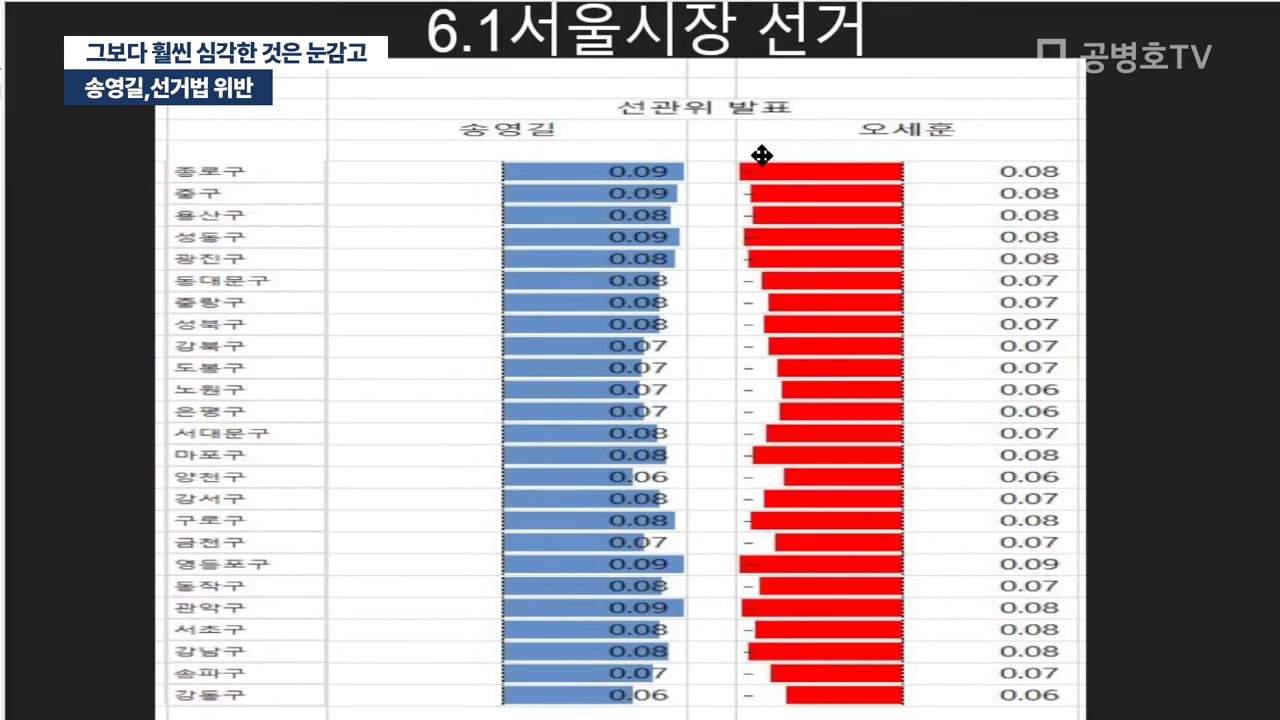 6.1서울시장 선거
그보다 훨씬 심각한 것은 눈감고
송영길,선거법 위반
공병호TV
선관위 발표
송영길 오세훈
종로구 0.09 - 0.08
중구 0.09 - 0.08
용산구 0.08 - 0.08
성동구 0.09 - 0.08
광진구 0.08 - 0.08
동대문구 0.08 - 0.07
중랑구 0.08 - 0.07
성북구 0.08 - 0.07
강북구 0.07 - 0.07
도봉구 0.07 - 0.07
노원구 0.07 - 0.06
은평구 0.07 - 0.06
서대문구 0.08 - 0.07
마포구 0.08 - 0.08
양천구 0.06 - 0.06
강서구 0.08 - 0.07
구로구 0.08 - 0.08
금천구 0.07 - 0.07
영등포구 0.09 - 0.09
동작구 0.08 - 0.07
관악구 0.09 - 0.08
서초구 0.08 - 0.08
강남구 0.08 - 0.08
송파구 0.07 - 0.07
강동구 0.06 - 0.06